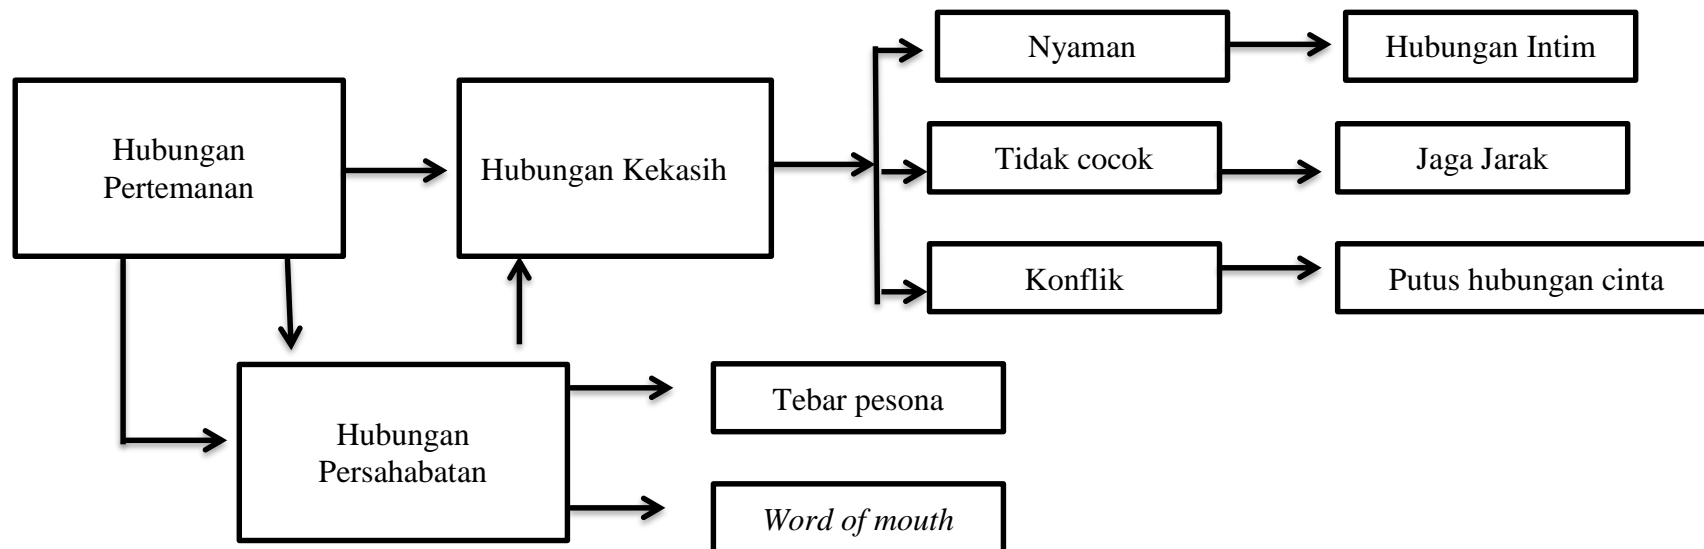 Nyaman
Hubungan Intim
Hubungan
Pertemanan
Hubungan Kekasih
Tidak cocok
Jaga Jarak
Konflik
Putus hubungan cinta
Tebar pesona
Hubungan
Persahabatan
Word of mouth